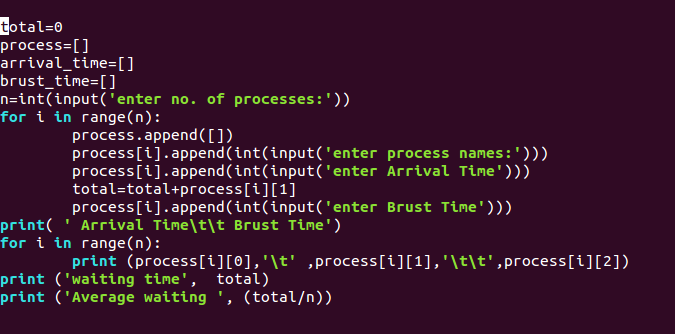 total=0
process=[]
arrival_time=[]
brust_time=[]
n=int(input('enter no. of processes:'))
for i in range(n):
        process.append([])
        process[i].append(int(input('enter process names:')))
        process[i].append(int(input('enter Arrival Time')))
        total=total+process[i][1]
        process[i].append(int(input('enter Brust Time')))
print( ' Arrival Time\t\t Brust Time')
for i in range(n):
        print (process[i][0],'\t' ,process[i][1],'\t\t',process[i][2])
print ('waiting time',  total)
print ('Average waiting ', (total/n))